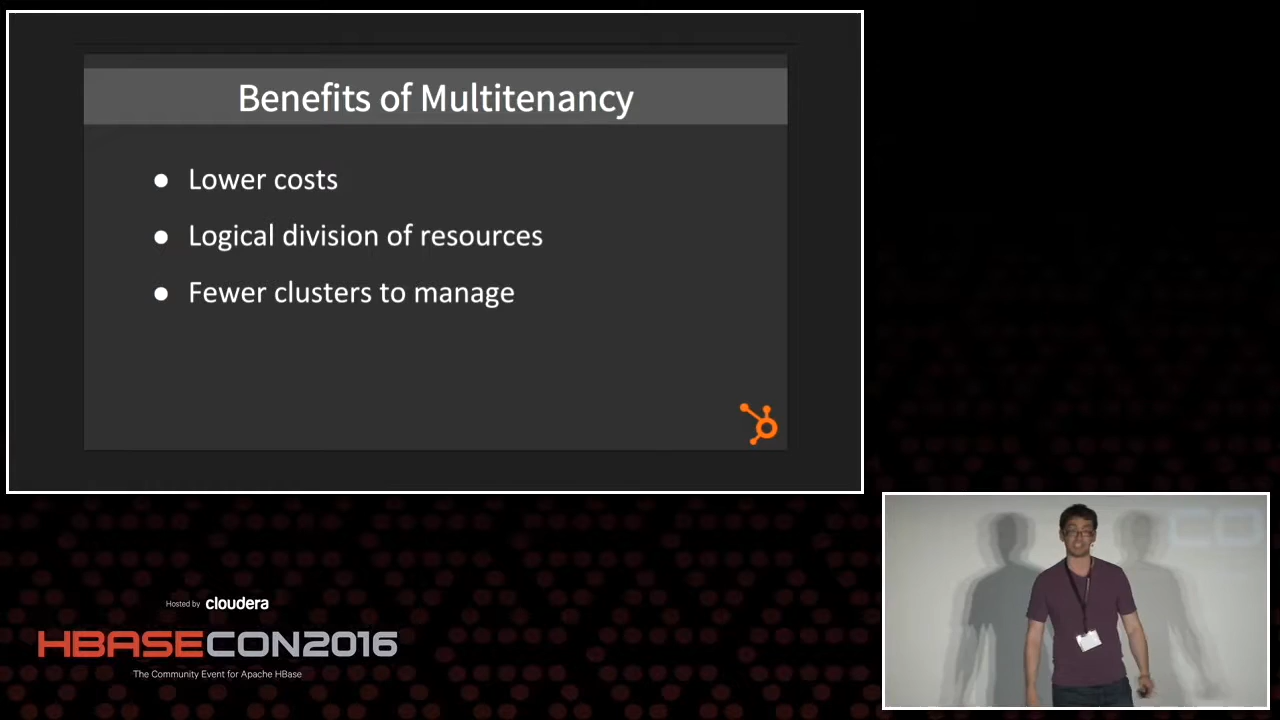 Benefits of Multitenancy
● Lower costs
● Logical division of resources
● Fewer clusters to manage
Hosted by cloudera
HBASECON2016
The Community Event for Apache HBase
CO